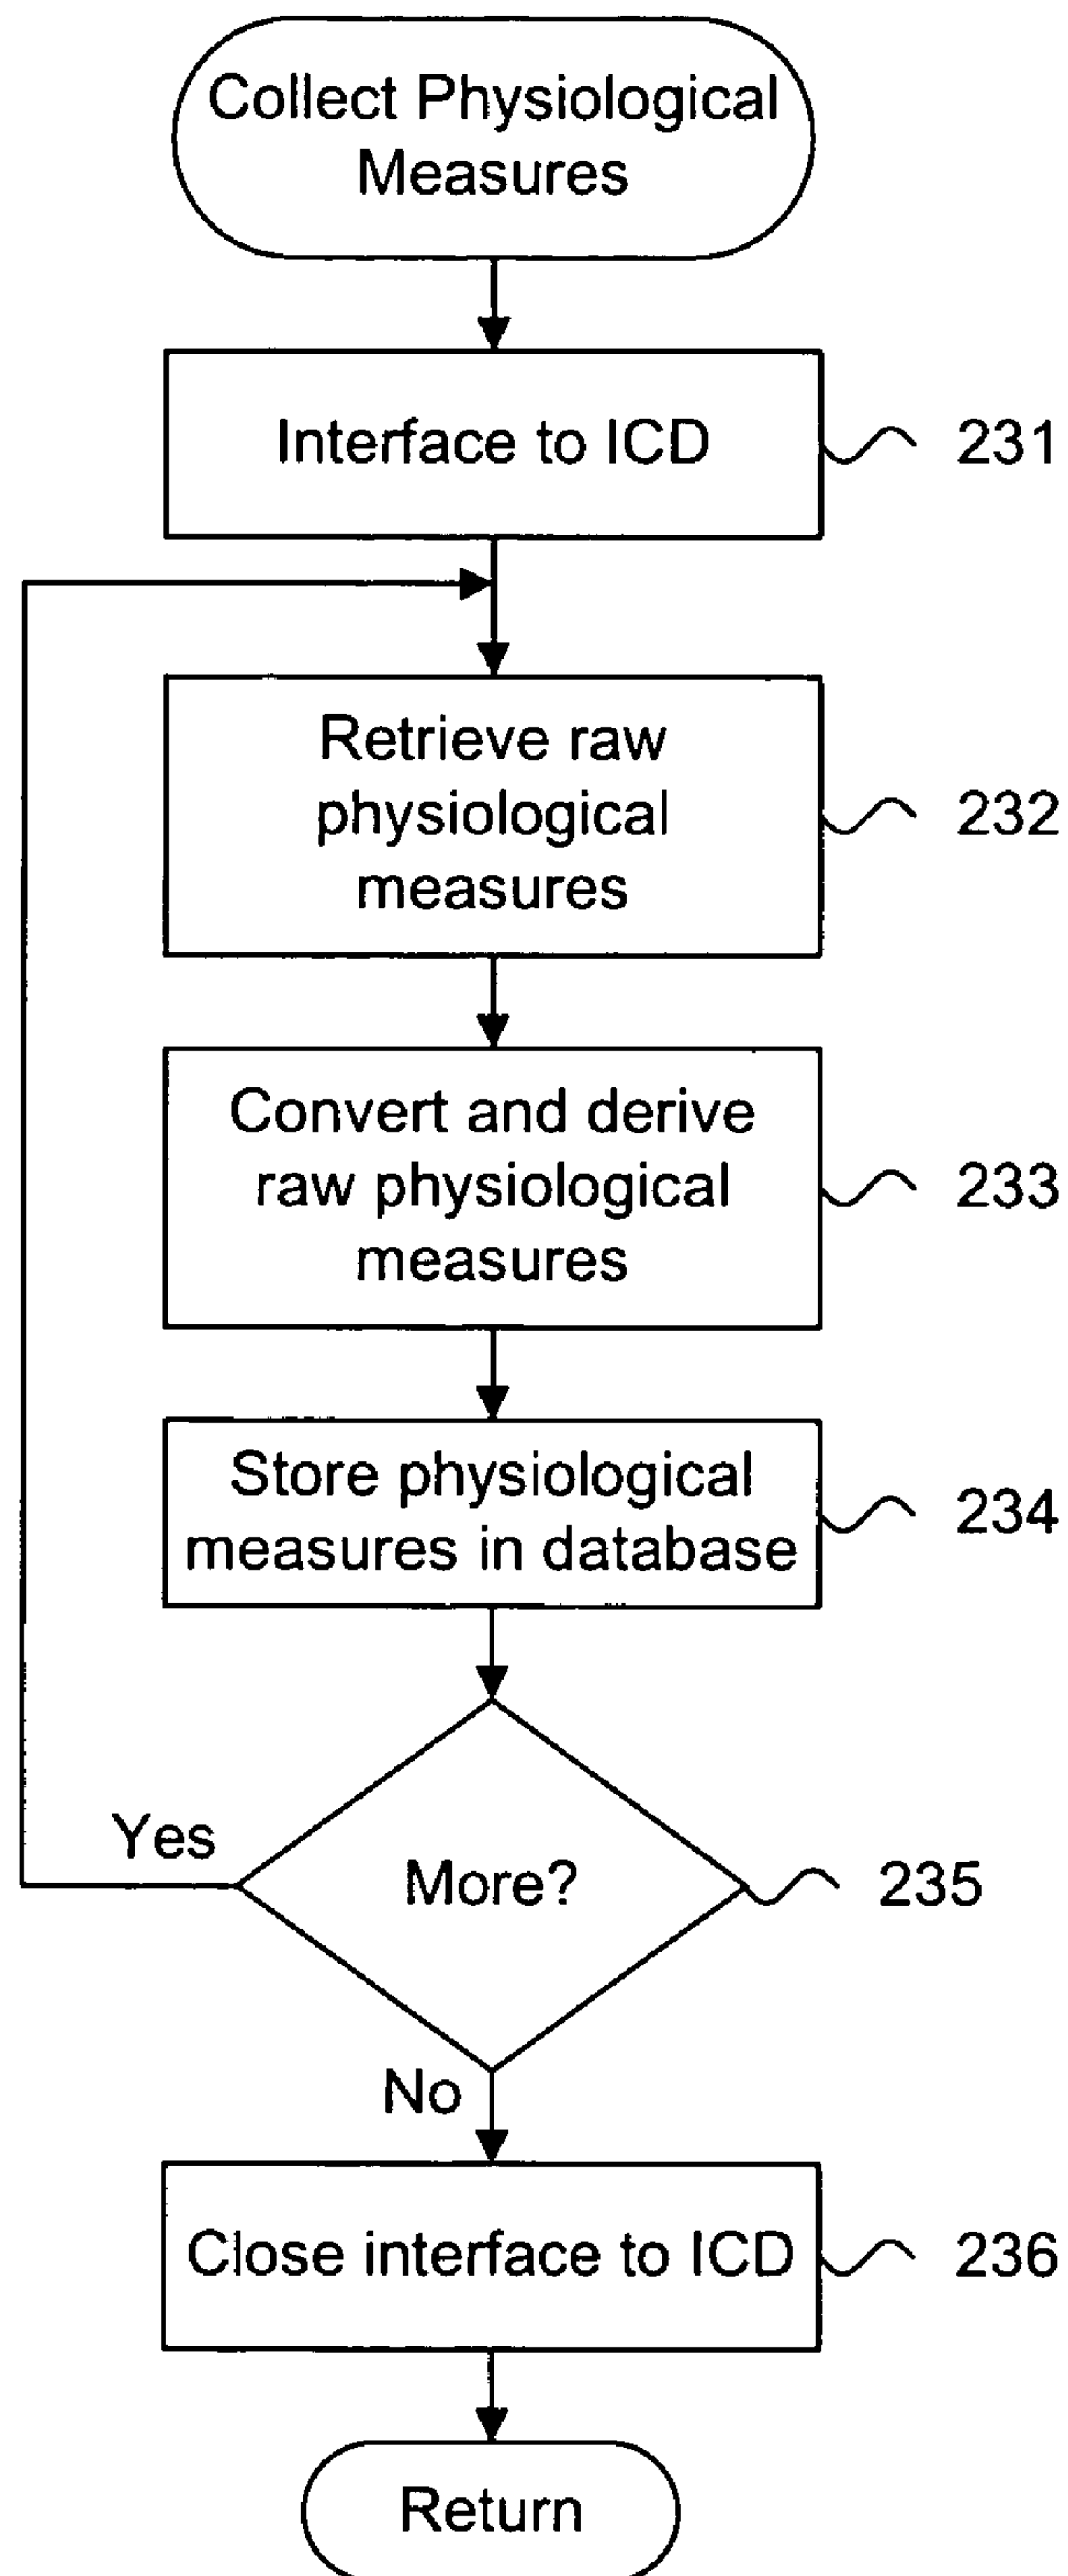 Collect Physiological
Measures
Interface to ICD
231
Retrieve raw
physiological
measures
232
Convert and derive
raw physiological
measures
233
Store physiological
measures in database
234
Yes
More?
235
No
Close interface to ICD
236
Return